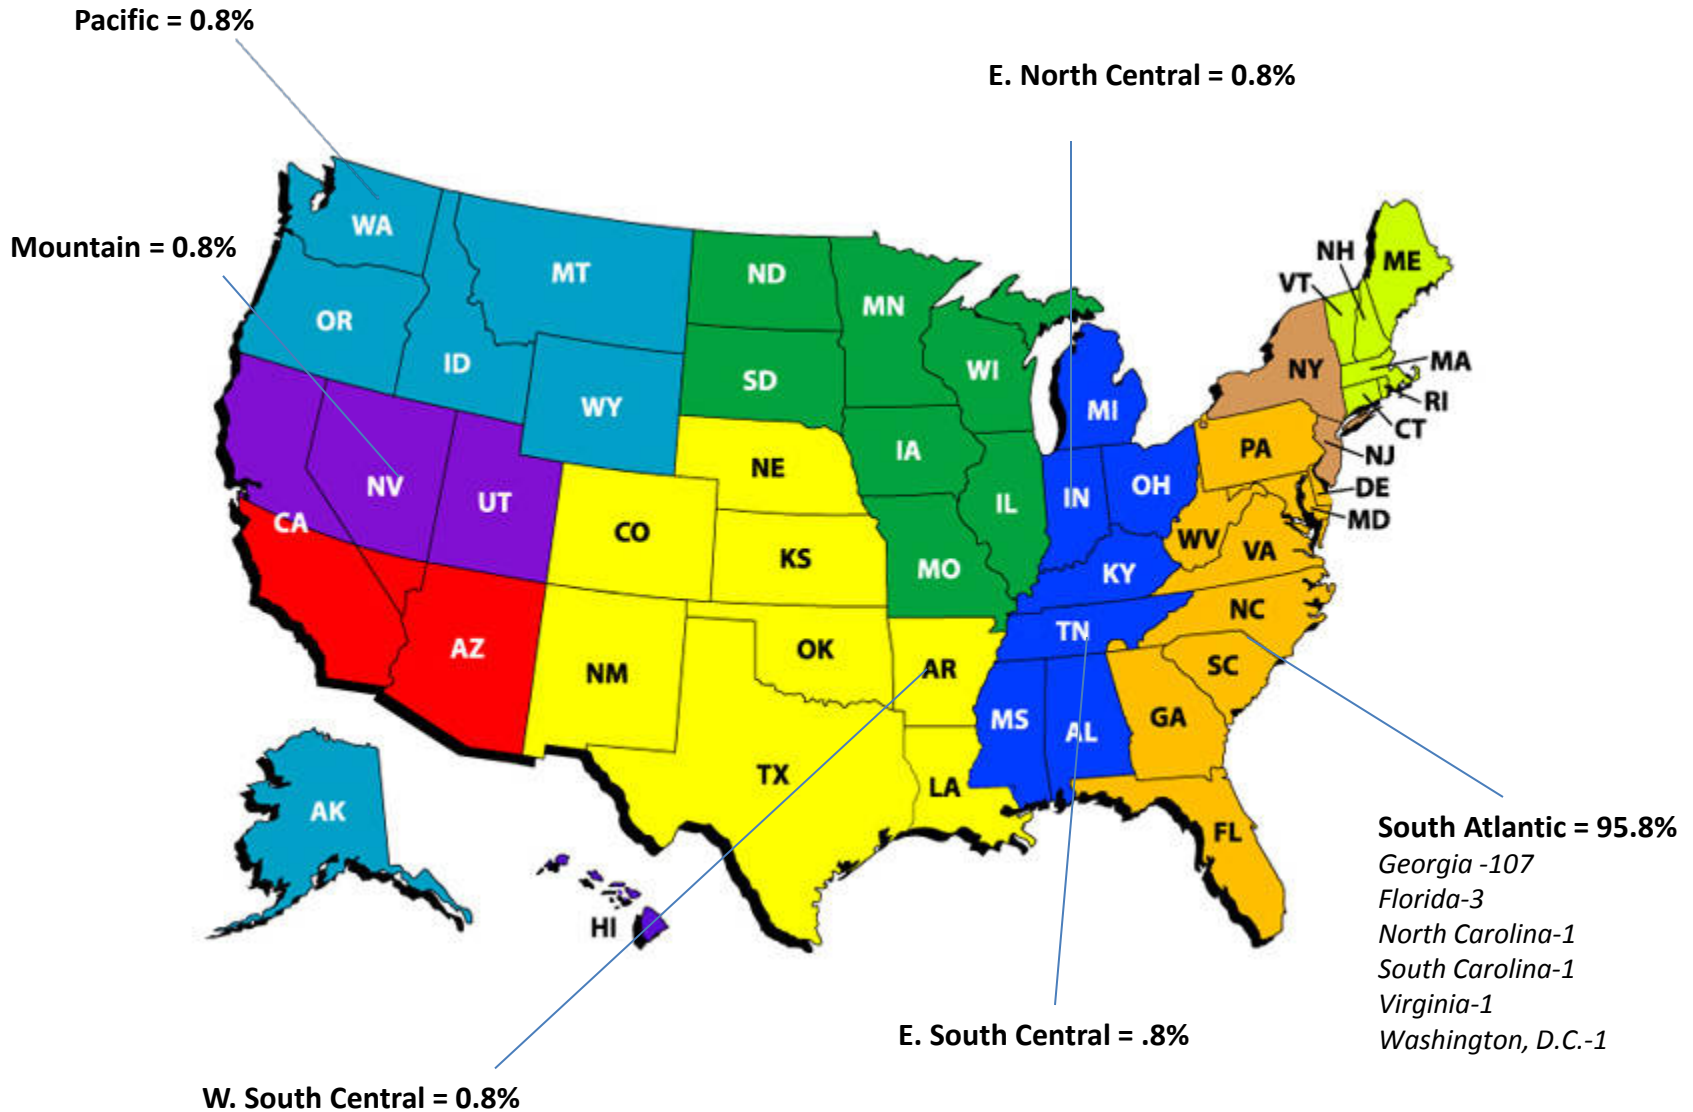 Pacific = 0.8%
E. North Central = 0.8%
Mountain = 0.8%
WA
MT
ND
MN
OR
ID
WY
SD
WI
MI
NH
ME
VT
NY
MA
RI
CT
NJ
PA
DE
MD
NE
IA
IL
IN
OH
WV
VA
NV
UT
CA
CO
KS
MO
KY
NC
TN
SC
AZ
NM
OK
AR
MS
AL
GA
TX
LA
FL
AK
HI
South Atlantic = 95.8%
Georgia -107
Florida-3
North Carolina-1
South Carolina-1
Virginia-1
Washington, D.C.-1
E. South Central = .8%
W. South Central = 0.8%